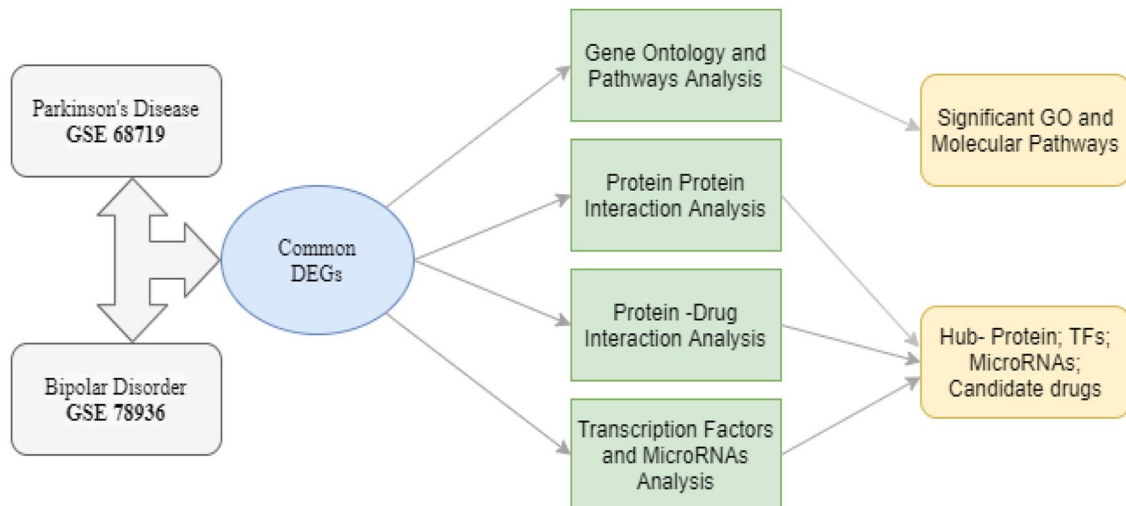 Parkinson's Disease
GSE 68719
Bipolar Disorder
GSE 78936
Common
DEGs
Gene Ontology and
Pathways Analysis
Protein Protein
Interaction Analysis
Protein -Drug
Interaction Analysis
Transcription Factors
and MicroRNAs
Analysis
Significant GO and
Molecular Pathways
Hub- Protein; TFs;
MicroRNAs;
Candidate drugs